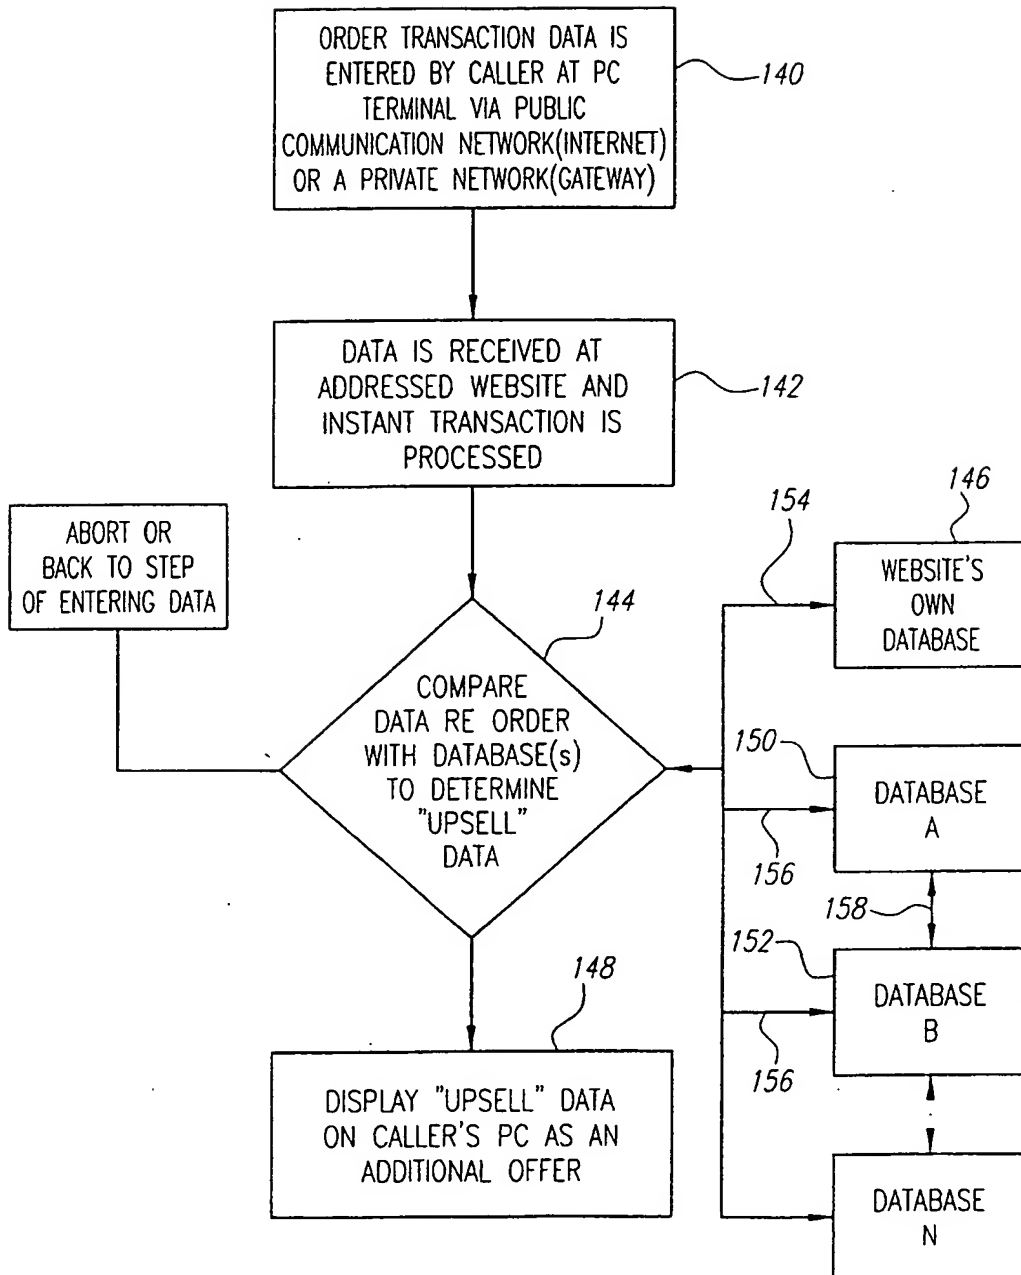 ORDER TRANSACTION DATA IS
ENTERED BY CALLER AT PC
TERMINAL VIA PUBLIC
COMMUNICATION NETWORK(INTERNET)
OR A PRIVATE NETWORK(GATEWAY)
140
DATA IS RECEIVED AT
ADDRESSED WEBSITE AND
INSTANT TRANSACTION IS
PROCESSED
142
ABORT OR
BACK TO STEP
OF ENTERING DATA
144
COMPARE
DATA RE ORDER
WITH DATABASE(s)
TO DETERMINE
"UPSELL"
DATA
154
146
WEBSITE'S
OWN
DATABASE
150
DATABASE
A
156
158
152
DATABASE
B
156
148
DISPLAY "UPSELL" DATA
ON CALLER'S PC AS AN
ADDITIONAL OFFER
DATABASE
N